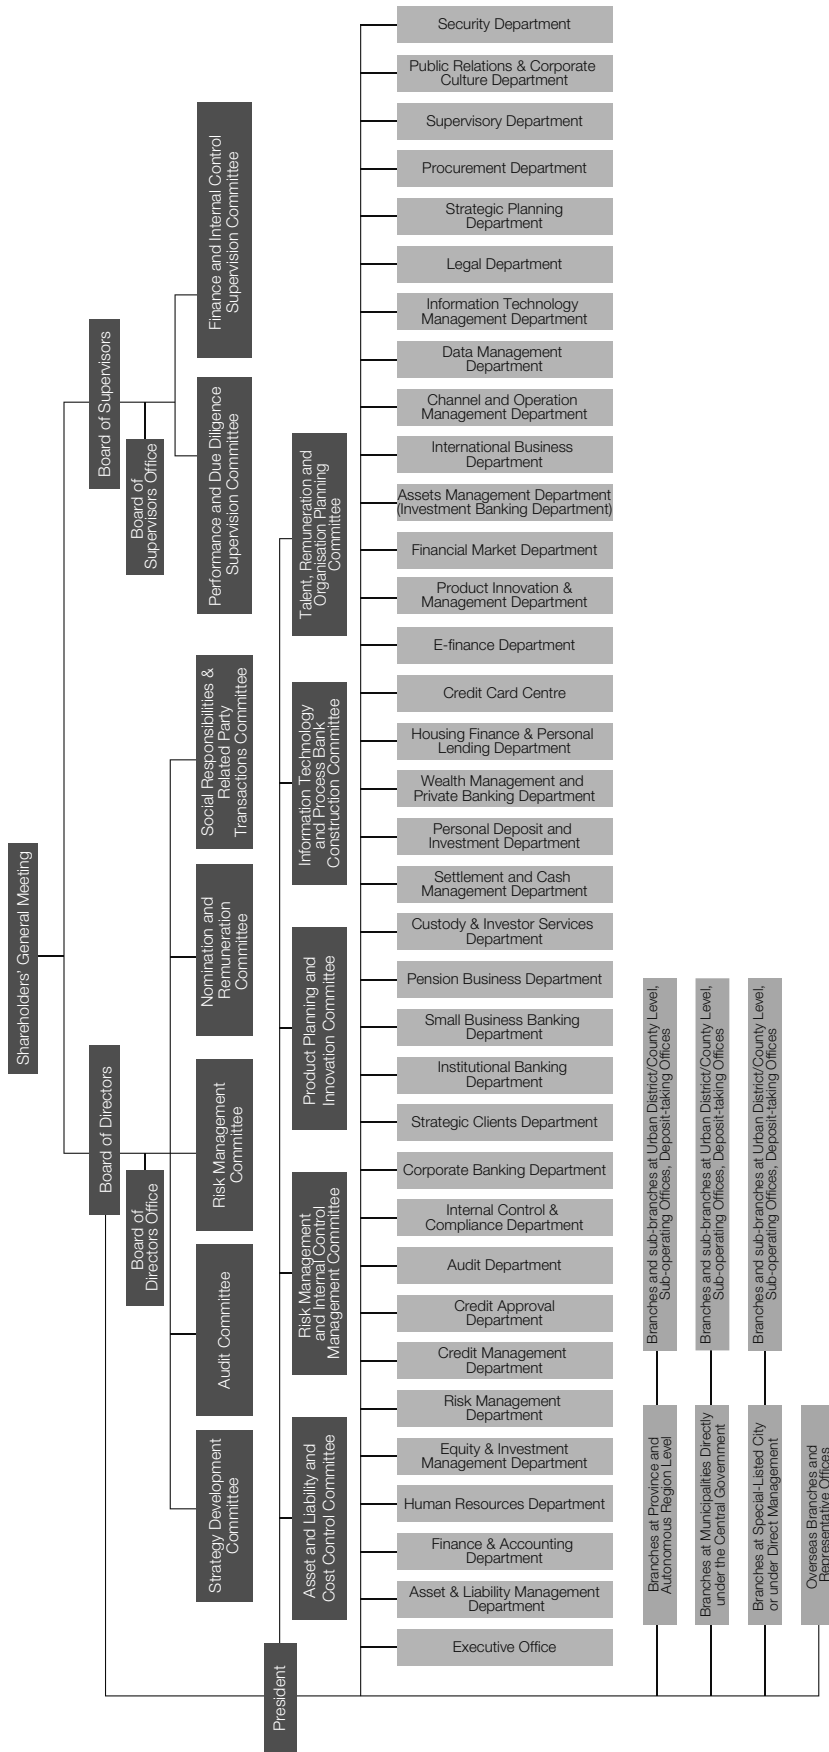 Shareholders' General Meeting
Board of Directors
Board of Supervisors
Board of
Directors Office
Board of
Supervisors Office
Strategy Development
Committee
Audit Committee
Risk Management
Committee
Nomination and
Remuneration
Committee
Social Responsibilities &
Related Party
Transactions Committee
Performance and Due Diligence
Supervision Committee
Finance and Internal Control
Supervision Committee
President
Asset and Liability and
Cost Control Committee
Risk Management
and Internal Control
Management Committee
Product Planning and
Innovation Committee
Information Technology
and Process Bank
Construction Committee
Talent, Remuneration and
Organisation Planning
Committee
Security Department
Public Relations & Corporate
Culture Department
Supervisory Department
Procurement Department
Strategic Planning
Department
Legal Department
Information Technology
Management Department
Data Management
Department
Channel and Operation
Management Department
International Business
Department
Assets Management Department
(Investment Banking Department)
Financial Market Department
Product Innovation &
Management Department
E-finance Department
Credit Card Centre
Housing Finance & Personal
Lending Department
Wealth Management and
Private Banking Department
Personal Deposit and
Investment Department
Settlement and Cash
Management Department
Custody & Investor Services
Department
Pension Business Department
Small Business Banking
Department
Institutional Banking
Department
Strategic Clients Department
Corporate Banking Department
Internal Control &
Compliance Department
Audit Department
Credit Approval
Department
Credit Management
Department
Risk Management
Department
Equity & Investment
Management Department
Human Resources Department
Finance & Accounting
Department
Asset & Liability Management
Department
Executive Office
Branches at Province and
Autonomous Region Level
Branches and sub-branches at Urban District/County Level,
Sub-operating Offices, Deposit-taking Offices
Branches at Municipalities Directly
under the Central Government
Branches and sub-branches at Urban District/County Level,
Sub-operating Offices, Deposit-taking Offices
Branches at Special-Listed City
or under Direct Management
Branches and sub-branches at Urban District/County Level,
Sub-operating Offices, Deposit-taking Offices
Overseas Branches and
Representative Offices